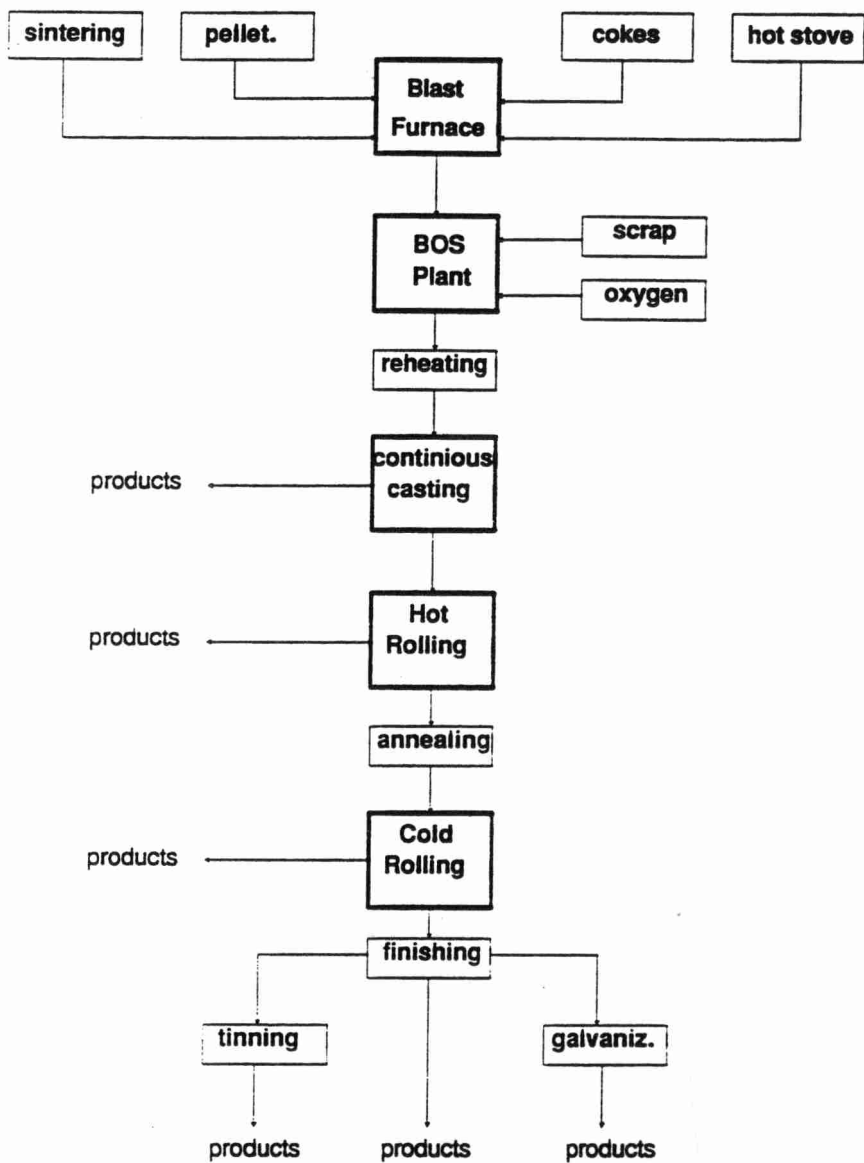 sintering
pellet.
cokes
hot stove
Blast
Furnace
BOS
Plant
scrap
oxygen
reheating
continious
casting
products
Hot
Rolling
products
annealing
Cold
Rolling
products
finishing
tinning
galvaniz.
products
products
products